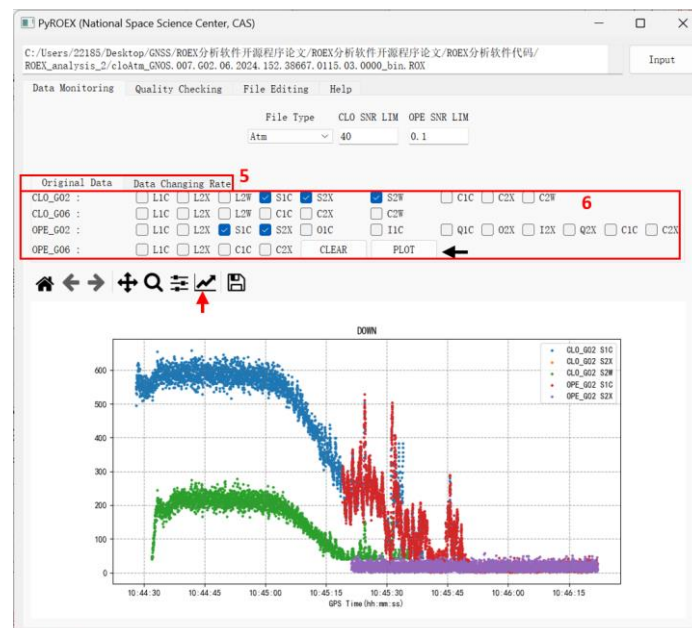 PyROEX (National Space Science Center, CAS)
C:/Users/22185/Desktop/GNSS/ROEX分析软件开源程序论文/ROEX分析软件开源程序论文/ROEX分析软件代码/
ROEX_analysis_2/cloAtm_GNOS.007.G02.06.2024.152.38667.0115.03.0000_bin.ROX
Input
Data Monitoring Quality Checking File Editing Help
File Type CLO SNR LIM OPE SNR LIM
Atm 40 0.1
Original Data Data Changing Rate 5
CLO_G02 : L1C L2X L2W S1C S2X S2W C1C C2X C2W 6
CLO_G06 : L1C L2X L2W C1C C2X C2W
OPE_G02 : L1C L2X S1C S2X O1C I1C Q1C O2X I2X Q2X C1C C2X
OPE_G06 : L1C L2X C1C C2X CLEAR PLOT
DOWN
CLO_G02 S1C
CLO_G02 S2X
CLO_G02 S2W
OPE_G02 S1C
OPE_G02 S2X
600
500
400
300
200
100
0
10:44:30 10:44:45 10:45:00 10:45:15 10:45:30 10:45:45 10:46:00 10:46:15
GPS Time(hh:mm:ss)